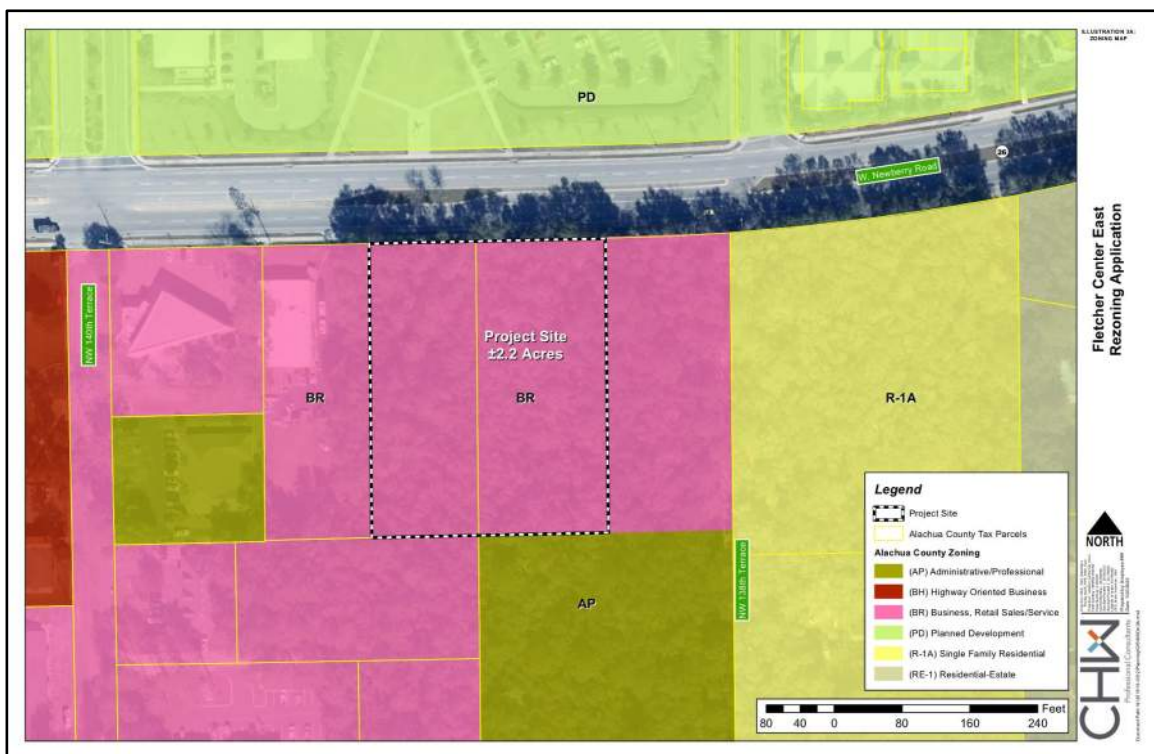 ILLUSTRATION 3A:
ZONING MAP
PD
26
W. Newberry Road
NW 140th Terrace
Project Site
±2.2 Acres
BR
BR
R-1A
AP
NW 138th Terrace
Fletcher Center East
Rezoning Application
Legend
Project Site
Alachua County Tax Parcels
Alachua County Zoning
(AP) Administrative/Professional
(BH) Highway Oriented Business
(BR) Business, Retail Sales/Service
(PD) Planned Development
(R-1A) Single Family Residential
(RE-1) Residential-Estate
Feet
80 40 0 80 160 240
NORTH
CHW
Professional Consultants